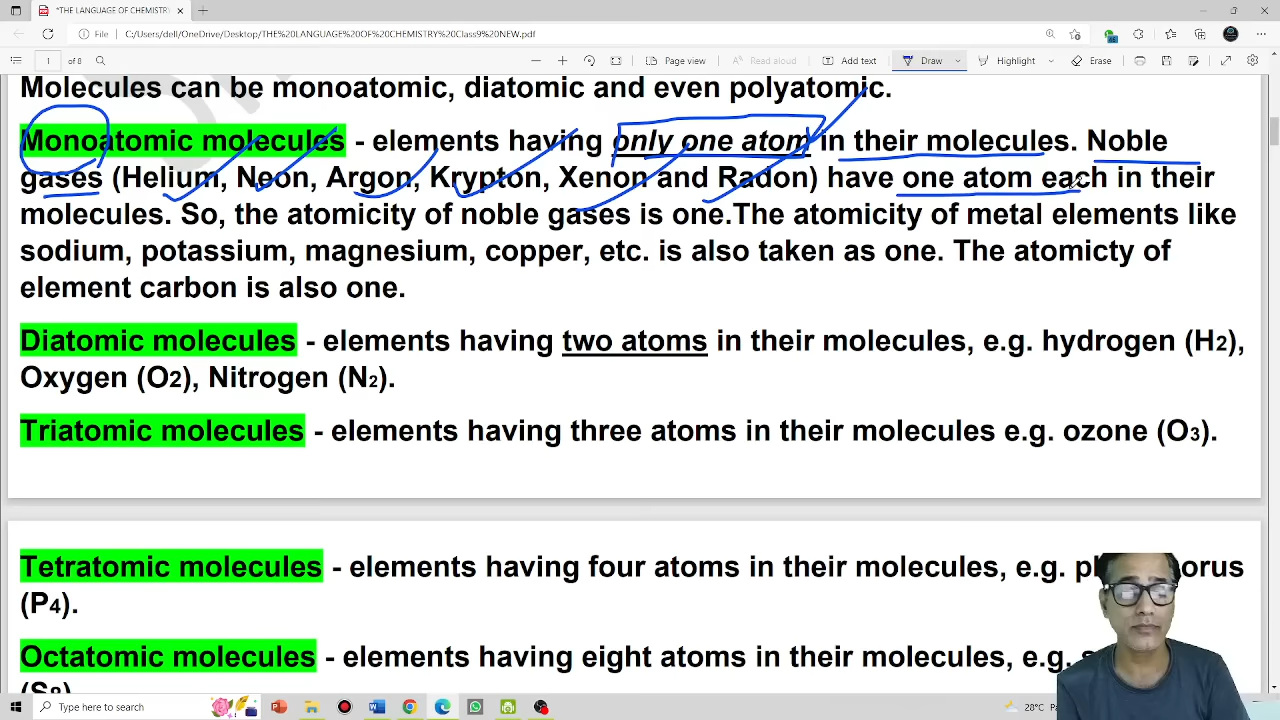 *THE LANGUAGE OF CHEMISTRY
File
C:/Users/dell/OneDrive/Desktop/THE%20LANGUAGE%20OF%20CHEMISTRY%20Class9%20NEW.pdf
1 of 8
Page view
Read aloud
Add text
Draw
Highlight
Erase
Molecules can be monoatomic, diatomic and even polyatomic.
Monoatomic molecules - elements having only one atom in their molecules. Noble
gases (Helium, Neon, Argon, Krypton, Xenon and Radon) have one atom each in their
molecules. So, the atomicity of noble gases is one.The atomicity of metal elements like
sodium, potassium, magnesium, copper, etc. is also taken as one. The atomicty of
element carbon is also one.
Diatomic molecules - elements having two atoms in their molecules, e.g. hydrogen (H2),
Oxygen (O2), Nitrogen (N2).
Triatomic molecules - elements having three atoms in their molecules e.g. ozone (O3).
Tetratomic molecules - elements having four atoms in their molecules, e.g.
(P4).
Octatomic molecules - elements having eight atoms in their molecules, e.g.
(S8)
Type here to search
28°C